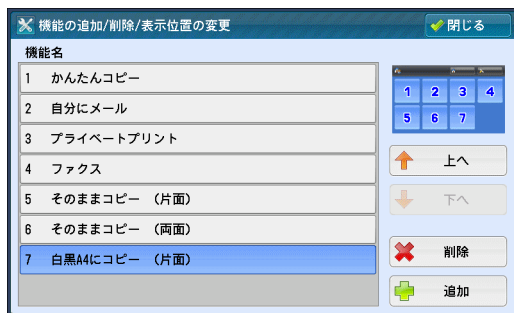 機能の追加/削除/表示位置の変更
閉じる
機能名
1 かんたんコピー
2 自分にメール
3 プライベートプリント
4 ファクス
5 そのままコピー （片面）
6 そのままコピー （両面）
7 白黒A4にコピー （片面）
1 2 3 4
5 6 7
上へ
下へ
削除
追加